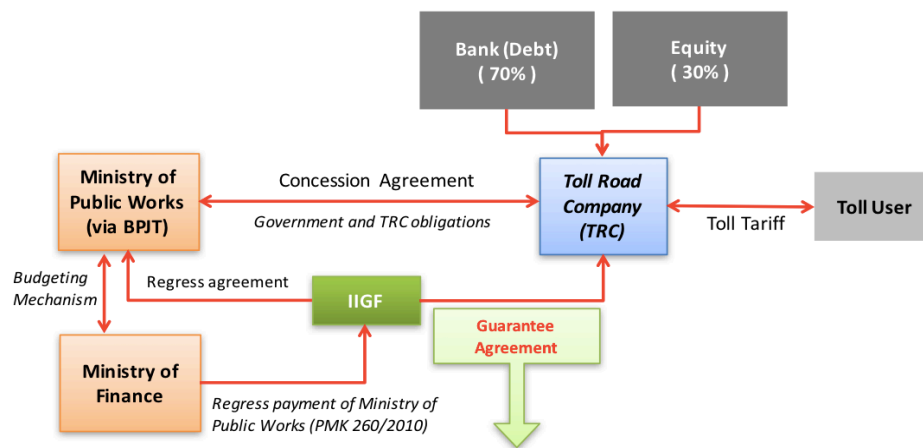 Bank (Debt)
( 70% )
Equity
( 30% )
Ministry of
Public Works
(via BPJT)
Concession Agreement
Government and TRC obligations
Toll Road
Company
(TRC)
Toll Tariff
Toll User
Budgeting
Mechanism
Regress agreement
IIGF
Guarantee
Agreement
Ministry of
Finance
Regress payment of Ministry of
Public Works (PMK 260/2010)